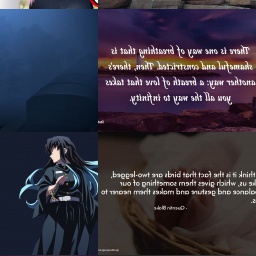 There is one way of breathing that is
shameful and constricted. Then, there's
another way: a breath of love that takes
you all the way to infinity.
think it is the fact that birds are two-legged,
us, which gives them something of our
and gesture and makes them nearer to
us.
- Quentin Blake